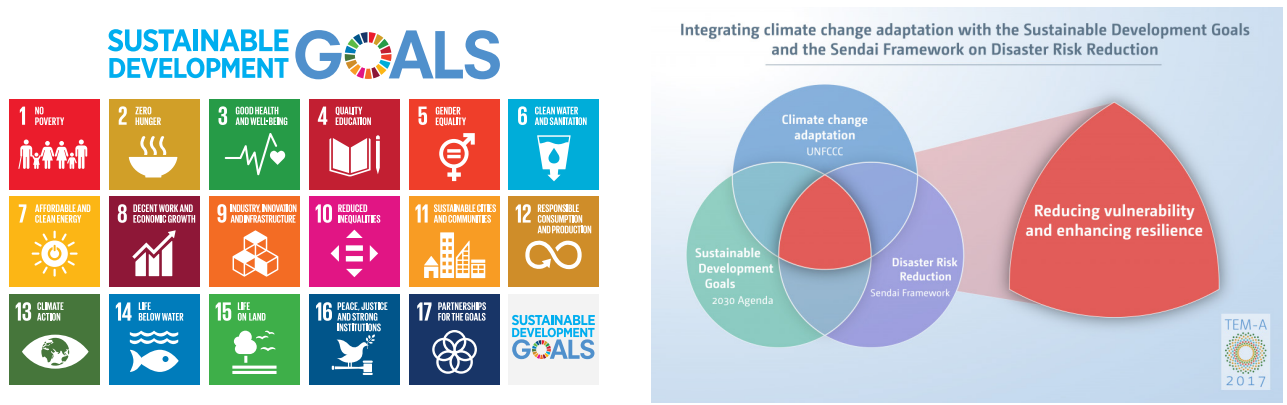 SUSTAINABLE
DEVELOPMENT
GOALS
1 NO
POVERTY
2 ZERO
HUNGER
3 GOOD HEALTH
AND WELL-BEING
4 QUALITY
EDUCATION
5 GENDER
EQUALITY
6 CLEAN WATER
AND SANITATION
7 AFFORDABLE AND
CLEAN ENERGY
8 DECENT WORK AND
ECONOMIC GROWTH
9 INDUSTRY, INNOVATION
AND INFRASTRUCTURE
10 REDUCED
INEQUALITIES
11 SUSTAINABLE CITIES
AND COMMUNITIES
12 RESPONSIBLE
CONSUMPTION
AND PRODUCTION
13 CLIMATE
ACTION
14 LIFE
BELOW WATER
15 LIFE
ON LAND
16 PEACE, JUSTICE
AND STRONG
INSTITUTIONS
17 PARTNERSHIPS
FOR THE GOALS
SUSTAINABLE
DEVELOPMENT
GOALS
Integrating climate change adaptation with the Sustainable Development Goals
and the Sendai Framework on Disaster Risk Reduction
Climate change
adaptation
UNFCCC
Sustainable
Development
Goals
2030 Agenda
Disaster Risk
Reduction
Sendai Framework
Reducing vulnerability
and enhancing resilience
TEM-A
2017